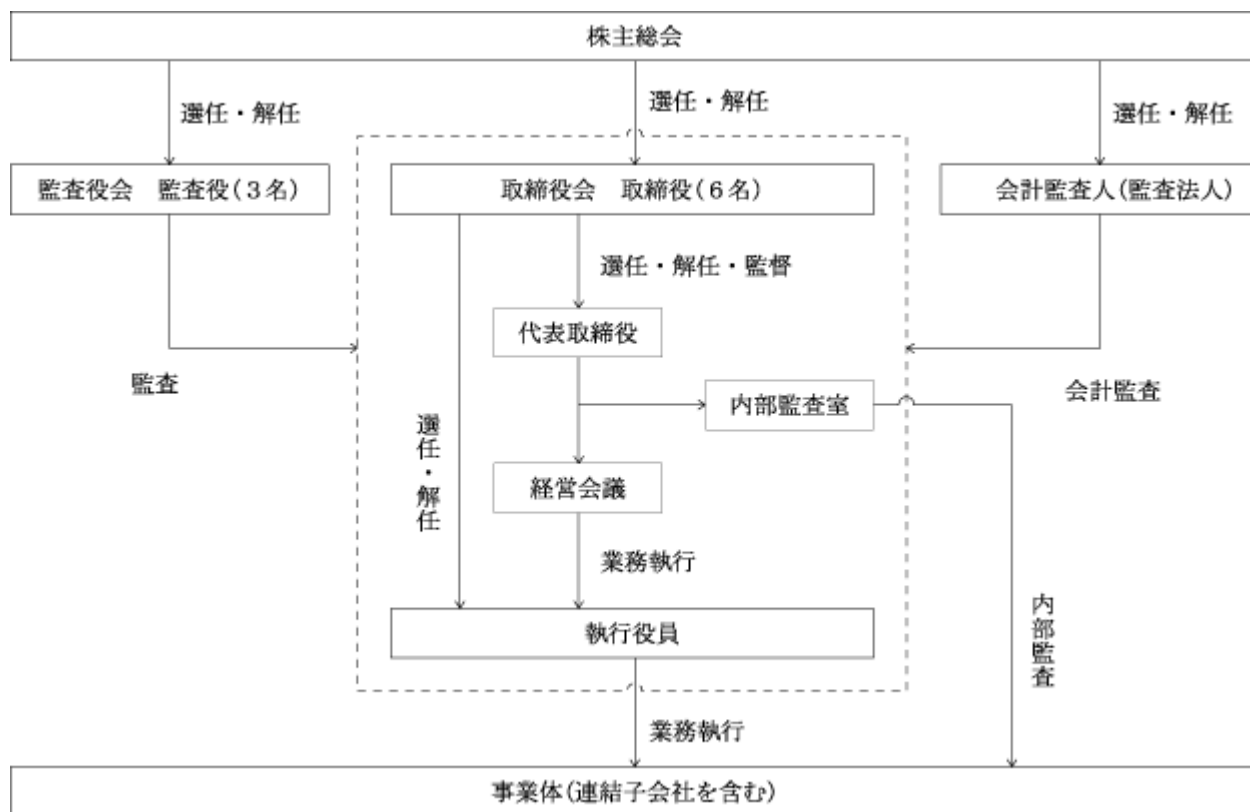 株主総会
選任・解任
選任・解任
選任・解任
監査役会　監査役(３名)
取締役会　取締役(６名)
会計監査人(監査法人)
選任・解任・監督
代表取締役
監査
会計監査
内部監査室
選任・解任
経営会議
業務執行
内部監査
執行役員
業務執行
事業体(連結子会社を含む)